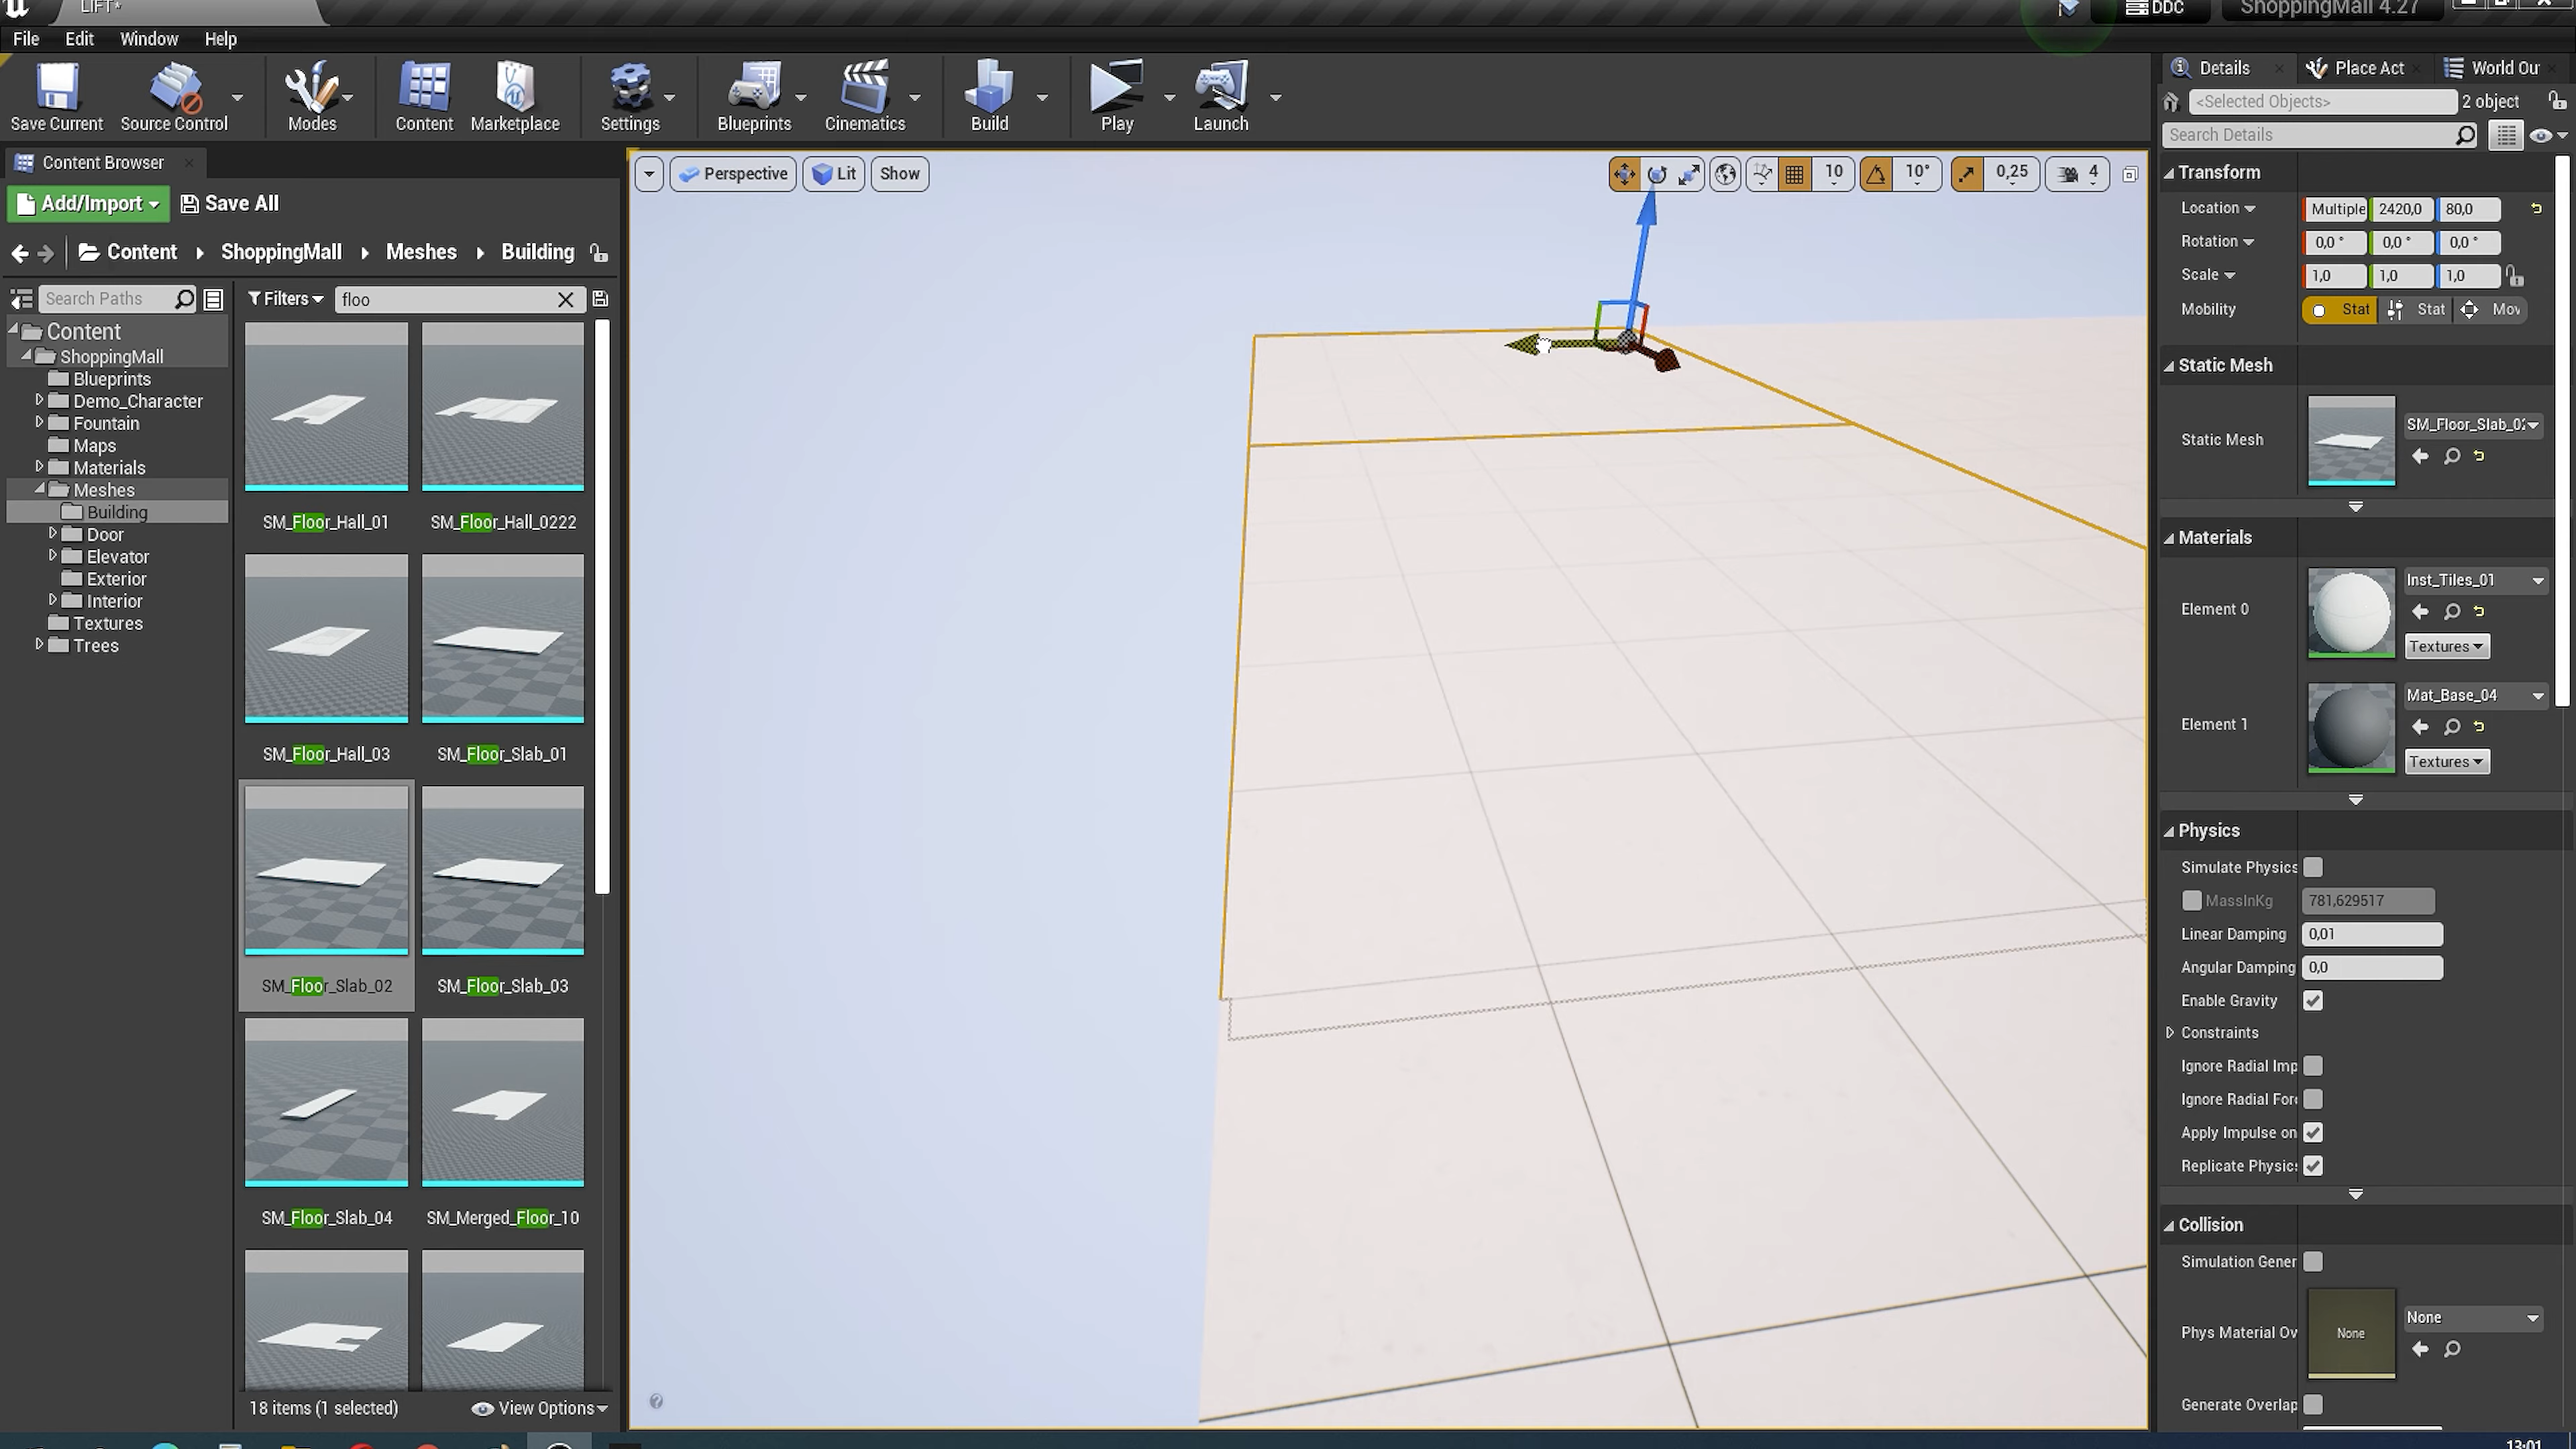 LIFT*
DDC
ShoppingMall 4.27
File Edit Window Help
Save Current Source Control Modes Content Marketplace Settings Blueprints Cinematics Build Play Launch
Content Browser
Add/Import Save All
Content ShoppingMall Meshes Building
Search Paths
Filters floo
Content
ShoppingMall
Blueprints
Demo_Character
Fountain
Maps
Materials
Meshes
Building
Door
Elevator
Exterior
Interior
Textures
Trees
SM_Floor_Hall_01 SM_Floor_Hall_0222
SM_Floor_Hall_03 SM_Floor_Slab_01
SM_Floor_Slab_02 SM_Floor_Slab_03
SM_Floor_Slab_04 SM_Merged_Floor_10
18 items (1 selected) View Options
Perspective Lit Show
10 10° 0,25 4
Details Place Act World Ou
<Selected Objects> 2 object
Search Details
Transform
Location Multiple 2420,0 80,0
Rotation 0,0 ° 0,0 ° 0,0 °
Scale 1,0 1,0 1,0
Mobility Stat Stat Mov
Static Mesh
Static Mesh SM_Floor_Slab_02
Materials
Element 0 Inst_Tiles_01
Textures
Element 1 Mat_Base_04
Textures
Physics
Simulate Physics
MassInKg 781,629517
Linear Damping 0,01
Angular Damping 0,0
Enable Gravity
Constraints
Ignore Radial Imp
Ignore Radial Forc
Apply Impulse on
Replicate Physics
Collision
Simulation Gener
Phys Material Ov None None
Generate Overlap
13:01